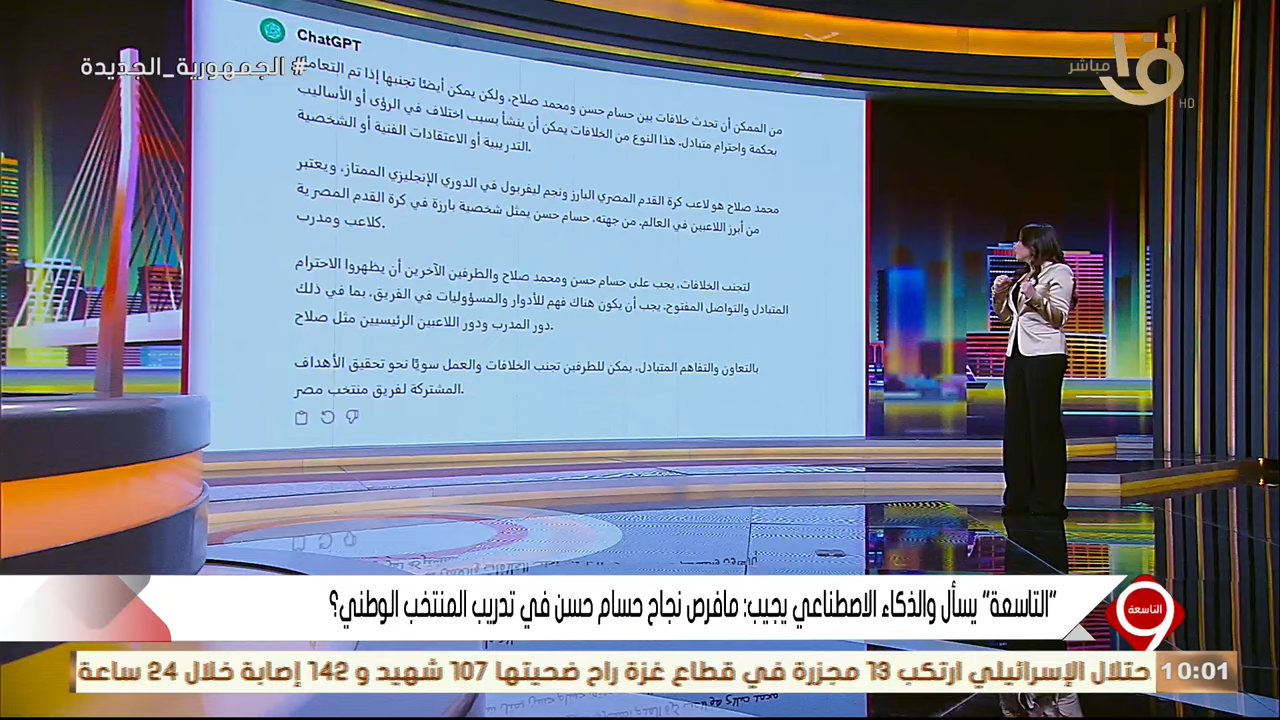 ChatGPT
#الجمهورية_الجديدة
مباشر
HD
من الممكن أن تحدث خلافات بين حسام حسن ومحمد صلاح، ولكن يمكن أيضًا تجنبها إذا تم التعامل
بحكمة واحترام متبادل. هذا النوع من الخلافات يمكن أن ينشأ بسبب اختلاف في الرؤى أو الأساليب
التدريبية أو الاعتقادات الفنية أو الشخصية.
محمد صلاح هو لاعب كرة القدم المصري البارز ونجم ليفربول في الدوري الإنجليزي الممتاز، ويعتبر
من أبرز اللاعبين في العالم. من جهته، حسام حسن يمثل شخصية بارزة في كرة القدم المصرية
كلاعب ومدرب.
لتجنب الخلافات، يجب على حسام حسن ومحمد صلاح والطرفين الآخرين أن يظهروا الاحترام
المتبادل والتواصل المفتوح. يجب أن يكون هناك فهم للأدوار والمسؤوليات في الفريق، بما في ذلك
دور المدرب ودور اللاعبين الرئيسيين مثل صلاح.
بالتعاون والتفاهم المتبادل، يمكن للطرفين تجنب الخلافات والعمل سويًا نحو تحقيق الأهداف
المشتركة لفريق منتخب مصر.
"التاسعة" يسأل والذكاء الاصطناعي يجيب: مافرص نجاح حسام حسن في تدريب المنتخب الوطني؟
التاسعة
9
10:01
حتلال الإسرائيلي ارتكب 13 مجزرة في قطاع غزة راح ضحيتها 107 شهيد و 142 إصابة خلال 24 ساعة